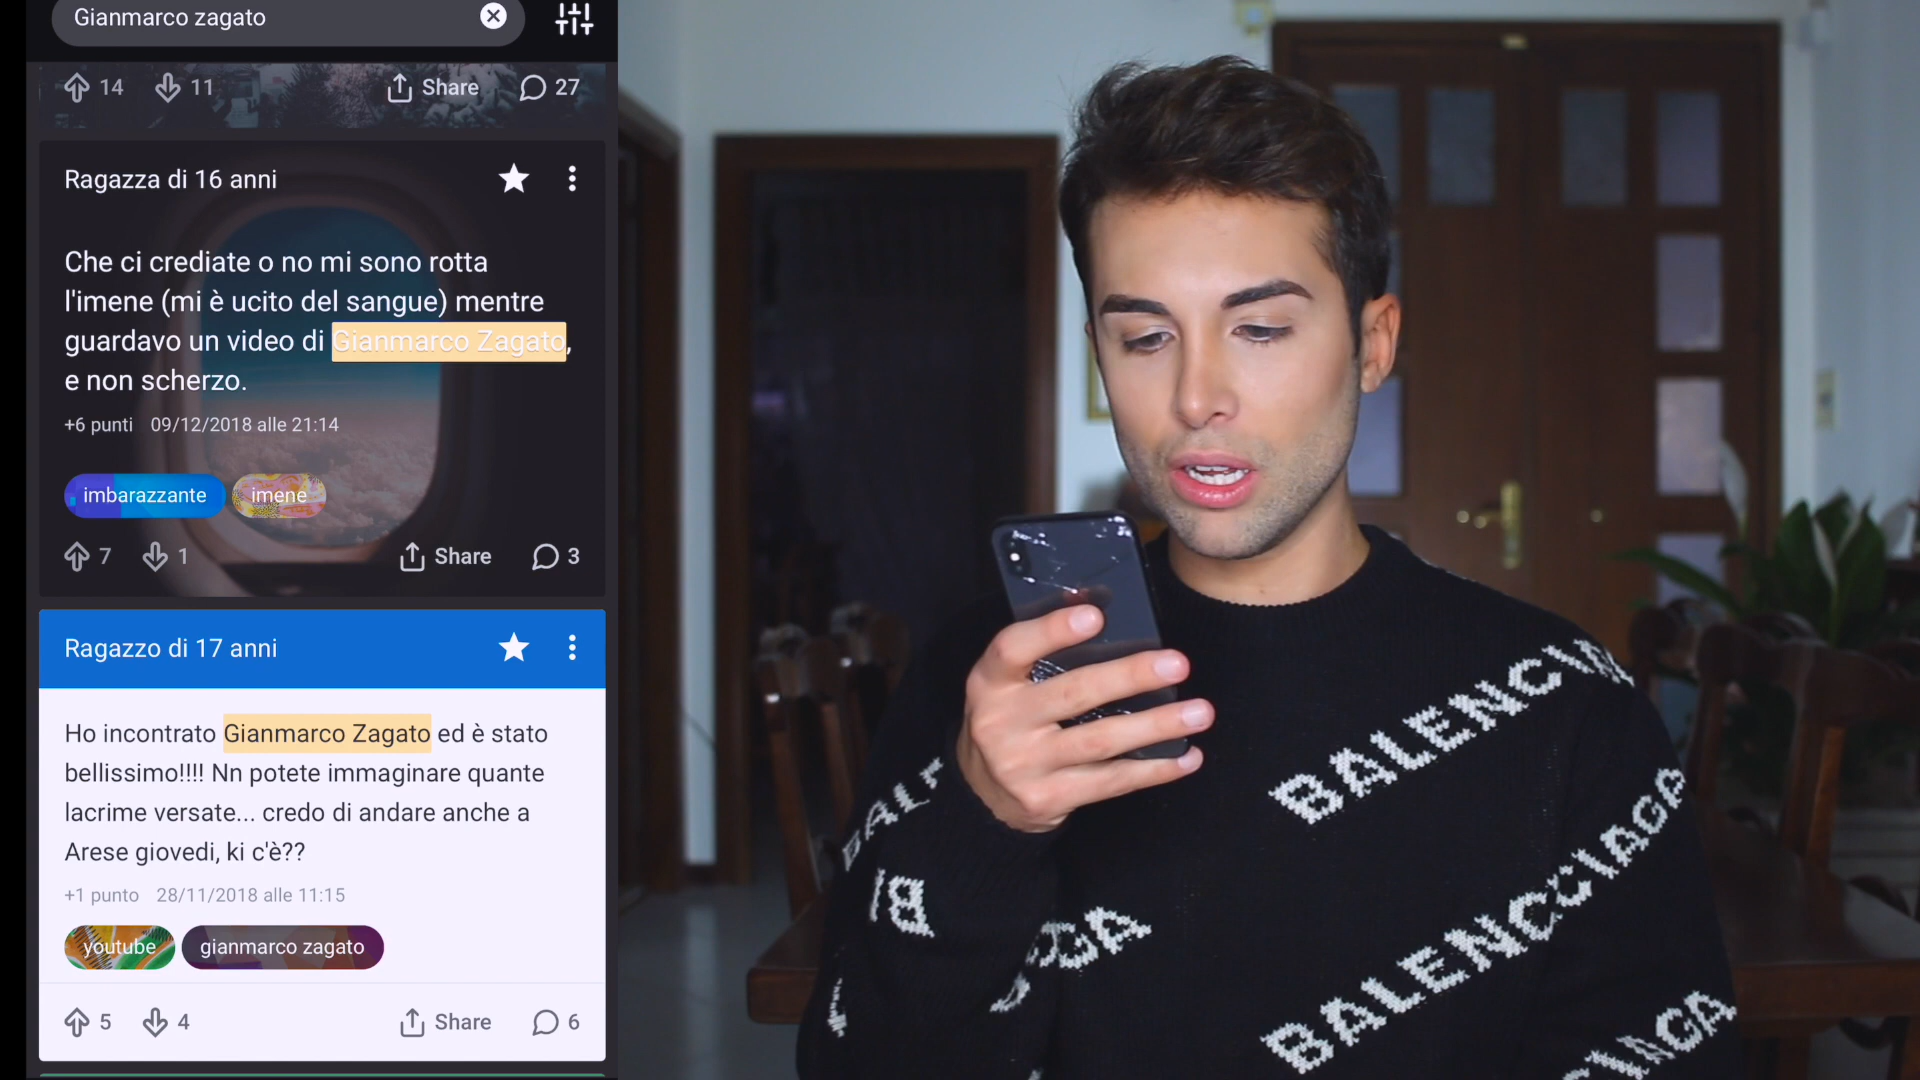 Gianmarco zagato
14 11 Share 27
Ragazza di 16 anni
Che ci crediate o no mi sono rotta
l'imene (mi è ucito del sangue) mentre
guardavo un video di Gianmarco Zagato,
e non scherzo.
+6 punti 09/12/2018 alle 21:14
imbarazzante imene
7 1 Share 3
Ragazzo di 17 anni
Ho incontrato Gianmarco Zagato ed è stato
bellissimo!!!! Nn potete immaginare quante
lacrime versate... credo di andare anche a
Arese giovedi, ki c'è??
+1 punto 28/11/2018 alle 11:15
youtube gianmarco zagato
5 4 Share 6
BALENCIAGA